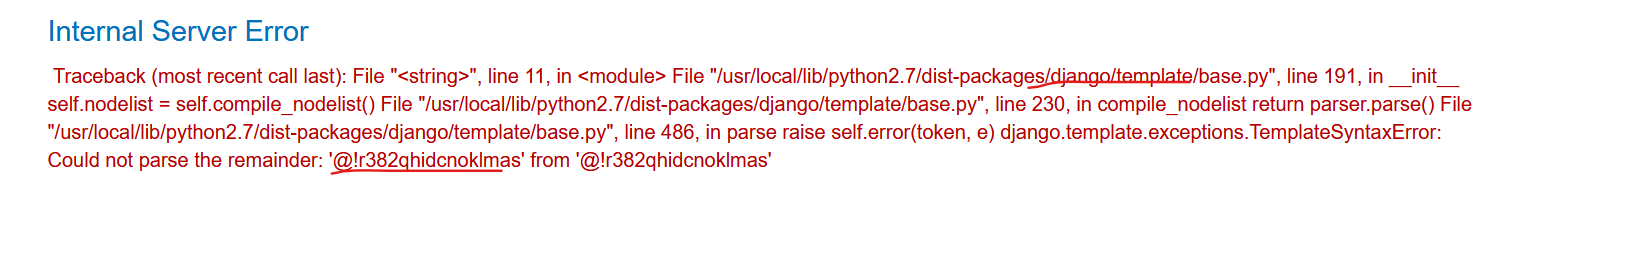 Internal Server Error
Traceback (most recent call last): File "<string>", line 11, in <module> File "/usr/local/lib/python2.7/dist-packages/django/template/base.py", line 191, in __init__
self.nodelist = self.compile_nodelist() File "/usr/local/lib/python2.7/dist-packages/django/template/base.py", line 230, in compile_nodelist return parser.parse() File
"/usr/local/lib/python2.7/dist-packages/django/template/base.py", line 486, in parse raise self.error(token, e) django.template.exceptions.TemplateSyntaxError:
Could not parse the remainder: '@!r382qhidcnoklmas' from '@!r382qhidcnoklmas'